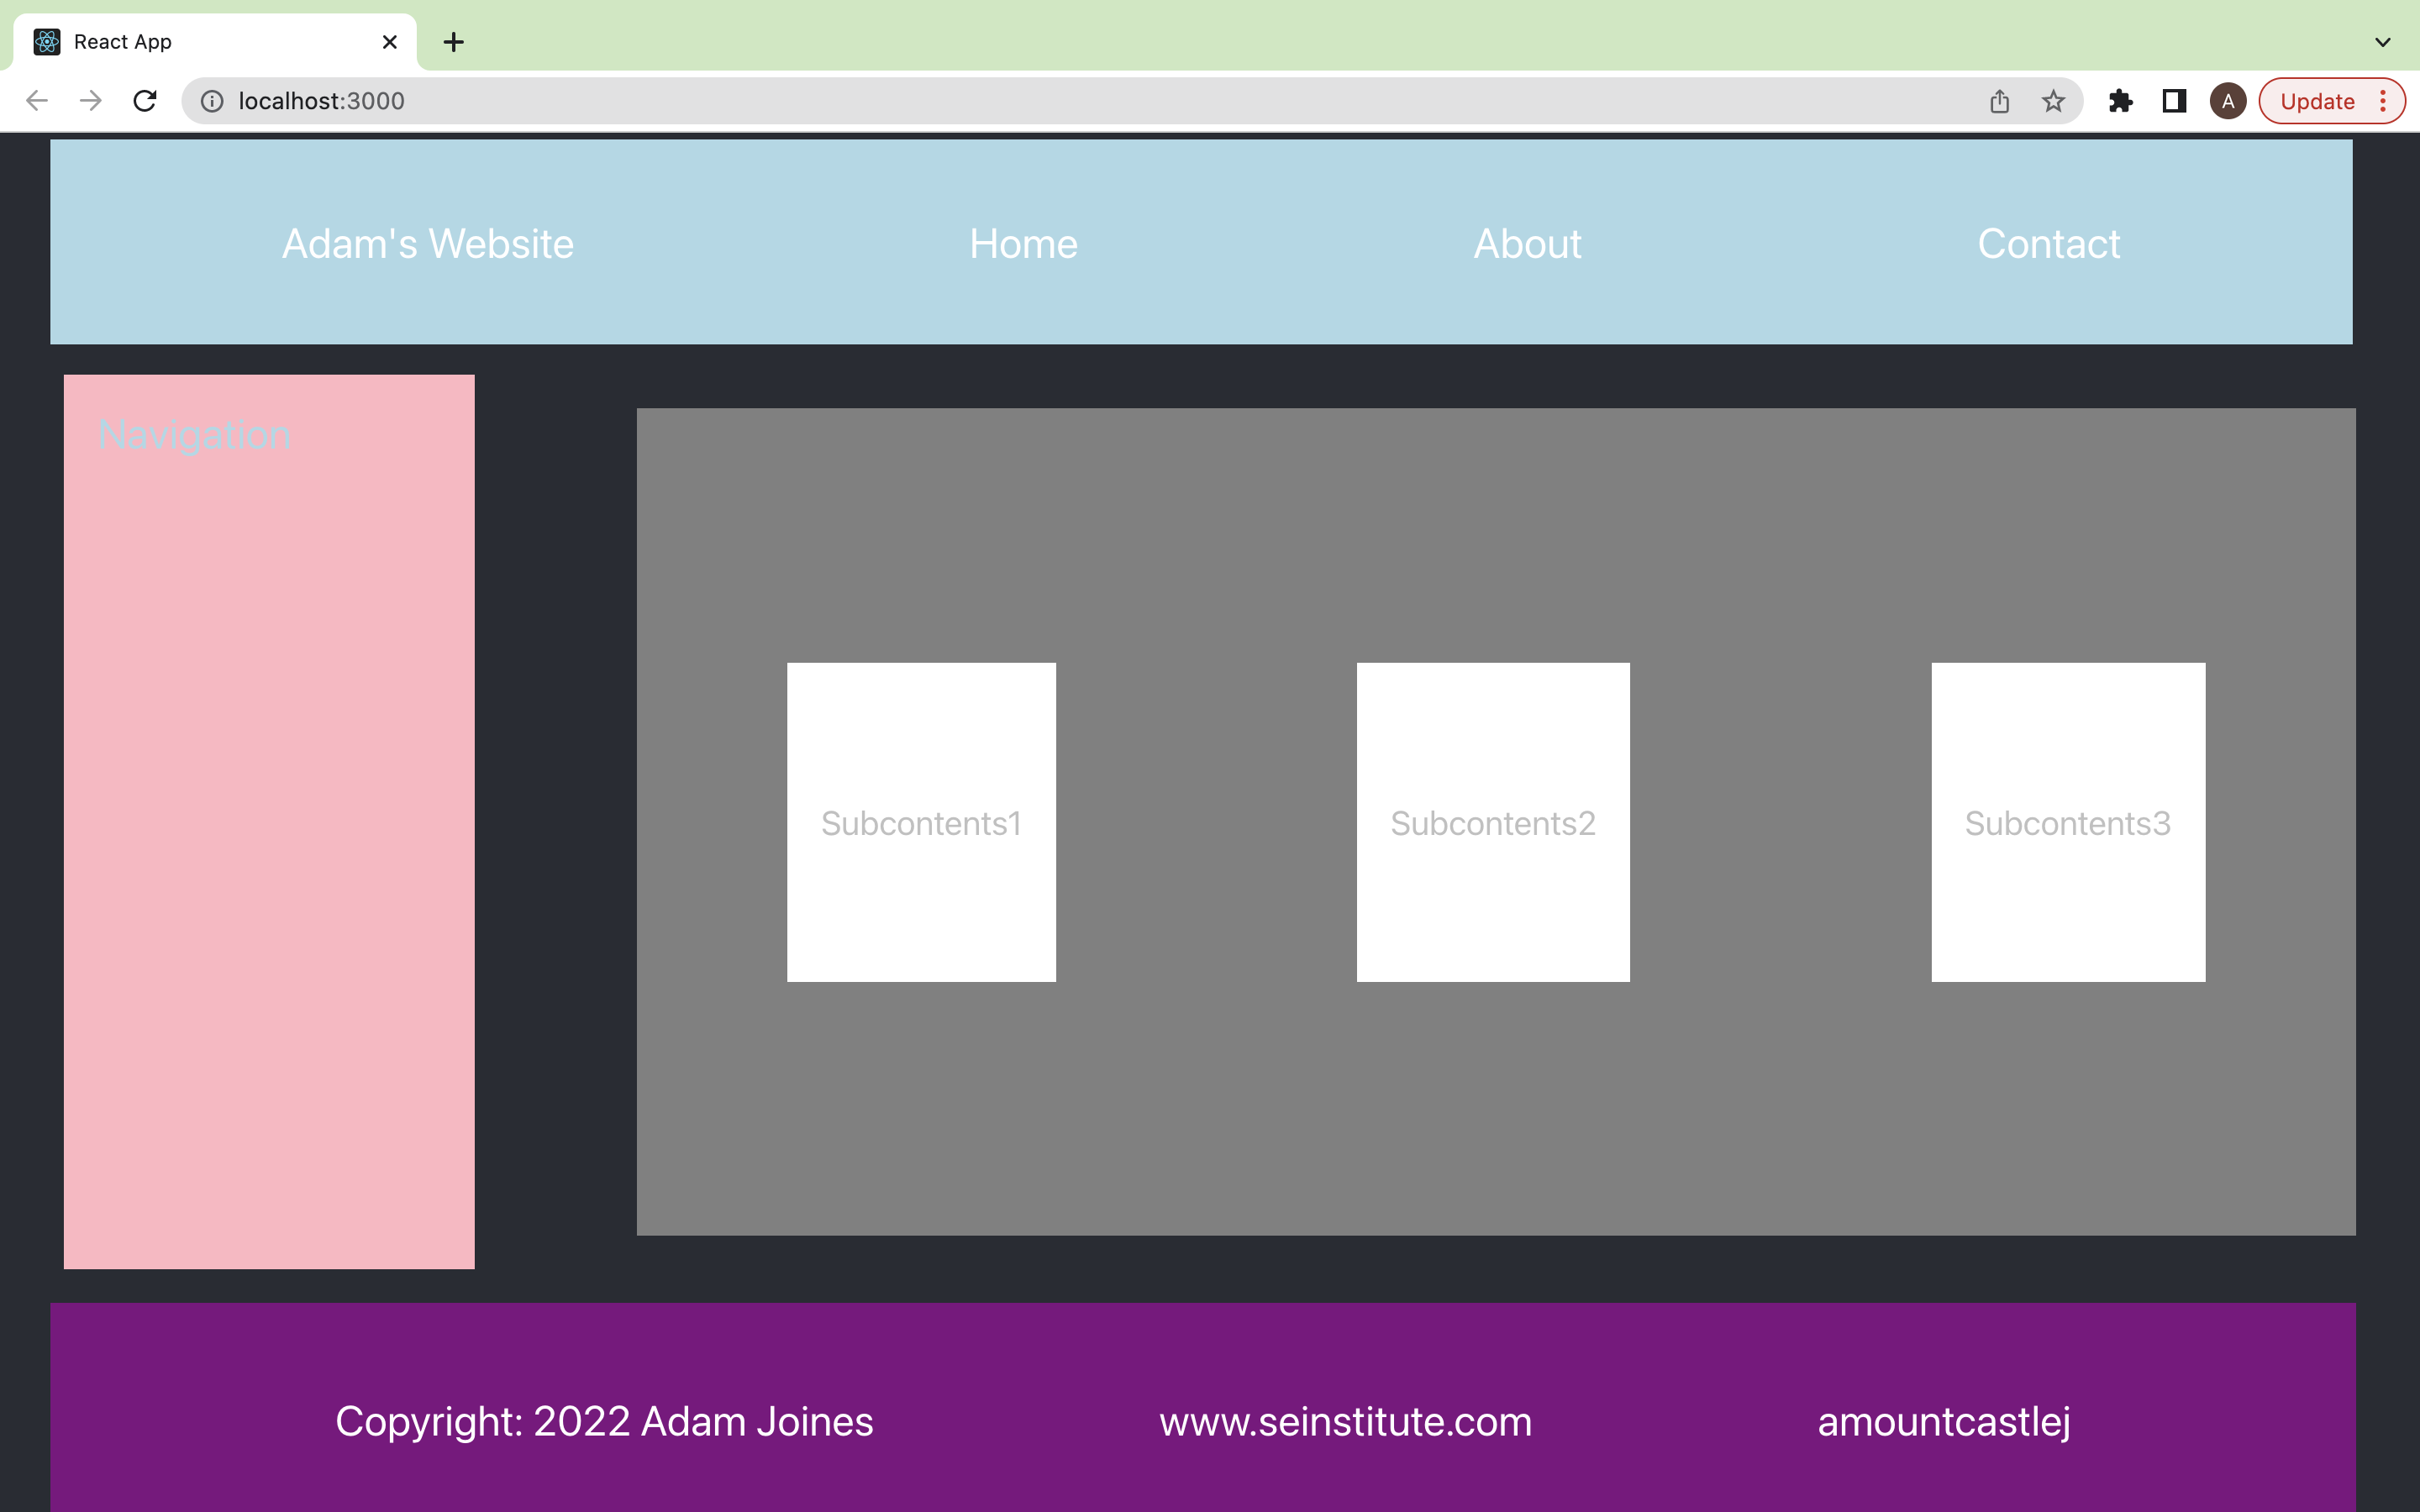 React App
localhost:3000
A
Update
Adam's Website Home About Contact
Navigation
Subcontents1 Subcontents2 Subcontents3
Copyright: 2022 Adam Joines www.seinstitute.com amountcastlej